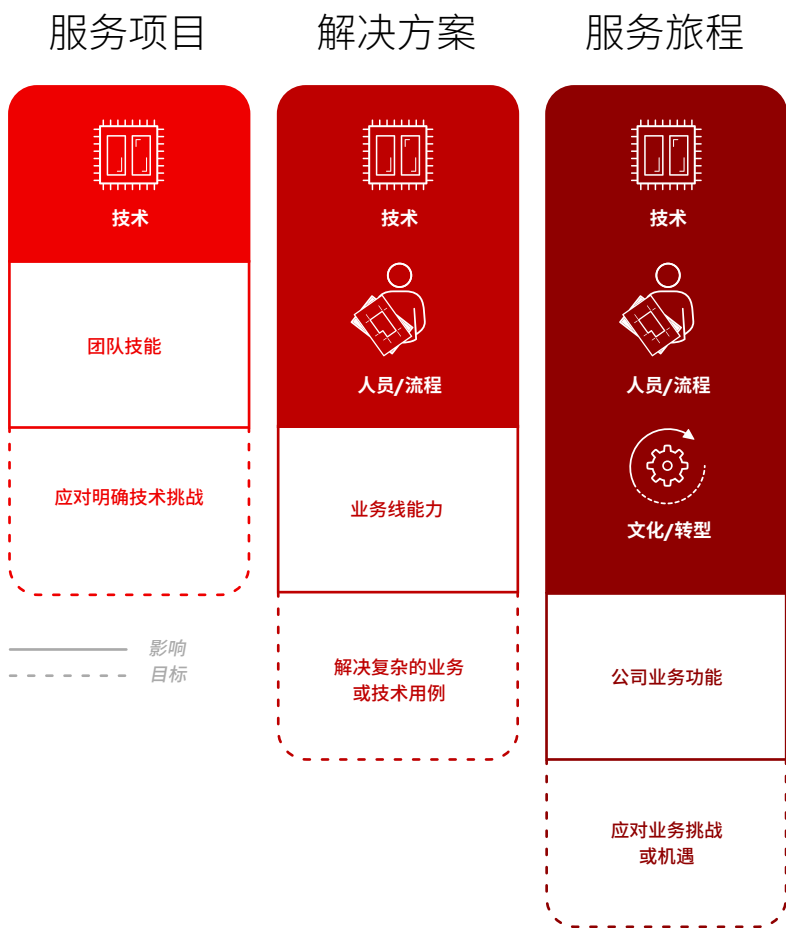 服务项目
技术
团队技能
应对明确技术挑战
影响
目标
解决方案
技术
人员/流程
业务线能力
解决复杂的业务
或技术用例
服务旅程
技术
人员/流程
文化/转型
公司业务功能
应对业务挑战
或机遇